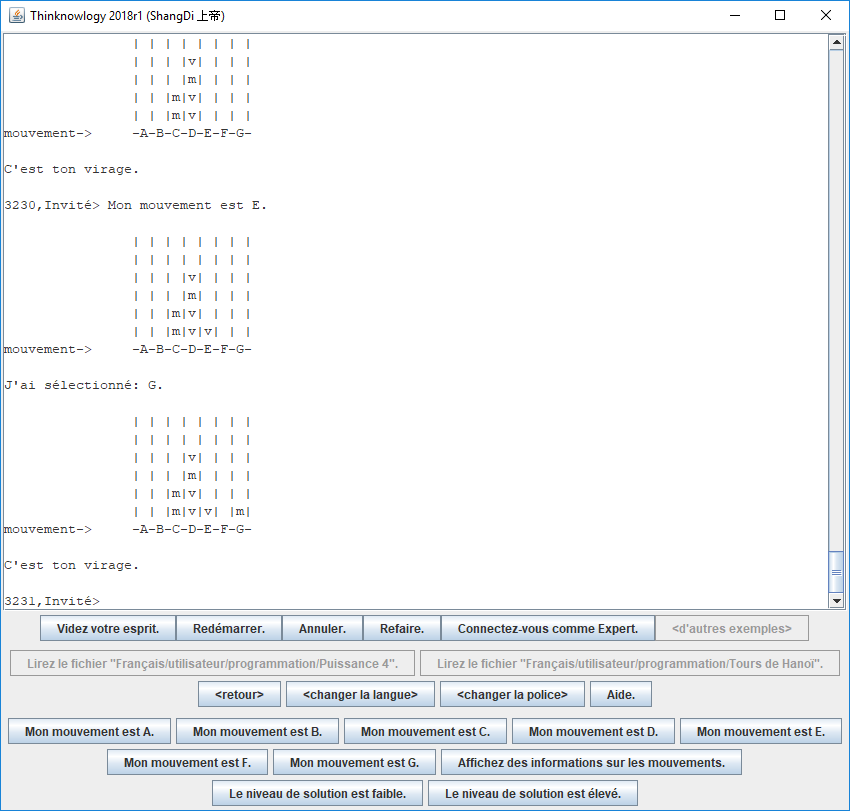 Thinknowlogy 2018r1 (ShangDi 上帝)
| | | | | | | |
| | | |v| | | |
| | | |m| | | |
| | |m|v| | | |
| | |m|v| | | |
mouvement-> -A-B-C-D-E-F-G-
C'est ton virage.
3230,Invité> Mon mouvement est E.
| | | | | | | |
| | | | | | | |
| | | |v| | | |
| | | |m| | | |
| | |m|v| | | |
| | |m|v|v| | |
mouvement-> -A-B-C-D-E-F-G-
J'ai sélectionné: G.
| | | | | | | |
| | | | | | | |
| | | |v| | | |
| | | |m| | | |
| | |m|v| | | |
| | |m|v|v| |m|
mouvement-> -A-B-C-D-E-F-G-
C'est ton virage.
3231,Invité>
Videz votre esprit. Redémarrer. Annuler. Refaire. Connectez-vous comme Expert. <d'autres exemples>
Lirez le fichier "Français/utilisateur/programmation/Puissance 4". Lirez le fichier "Français/utilisateur/programmation/Tours de Hanoï".
<retour> <changer la langue> <changer la police> Aide.
Mon mouvement est A. Mon mouvement est B. Mon mouvement est C. Mon mouvement est D. Mon mouvement est E.
Mon mouvement est F. Mon mouvement est G. Affichez des informations sur les mouvements.
Le niveau de solution est faible. Le niveau de solution est élevé.